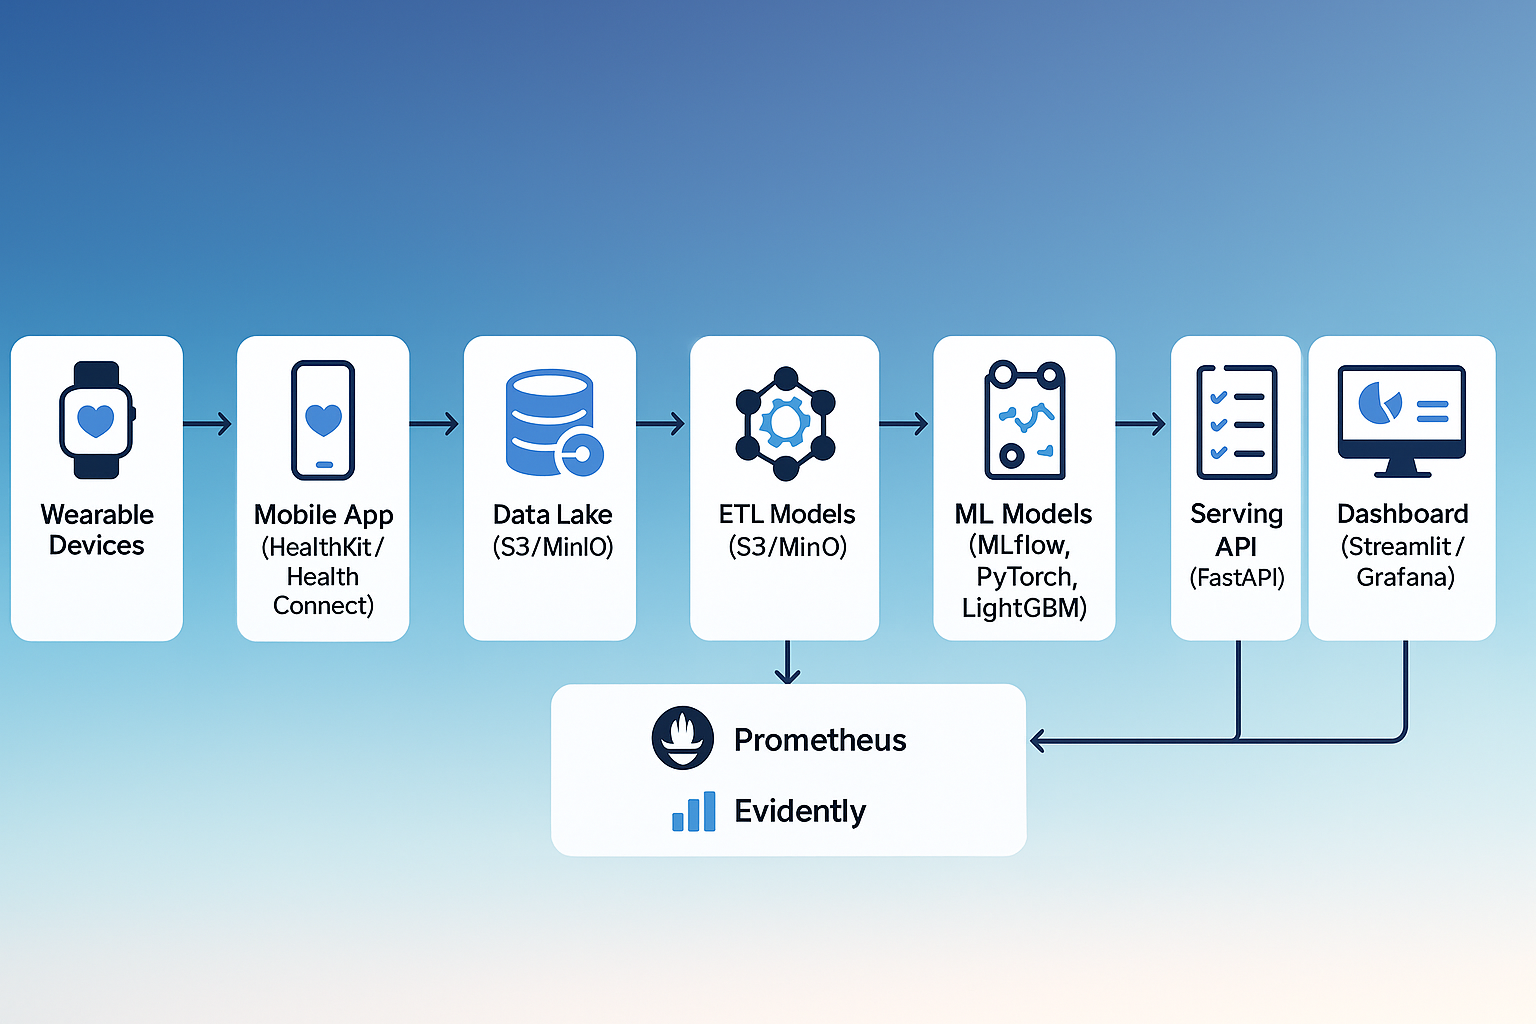 Wearable
Devices
Mobile App
(HealthKit /
Health
Connect)
Data Lake
(S3/MinIO)
ETL Models
(S3/MinO)
ML Models
(MLflow,
PyTorch,
LightGBM)
Serving
API
(FastAPI)
Dashboard
(Streamlit /
Grafana)
Prometheus
Evidently